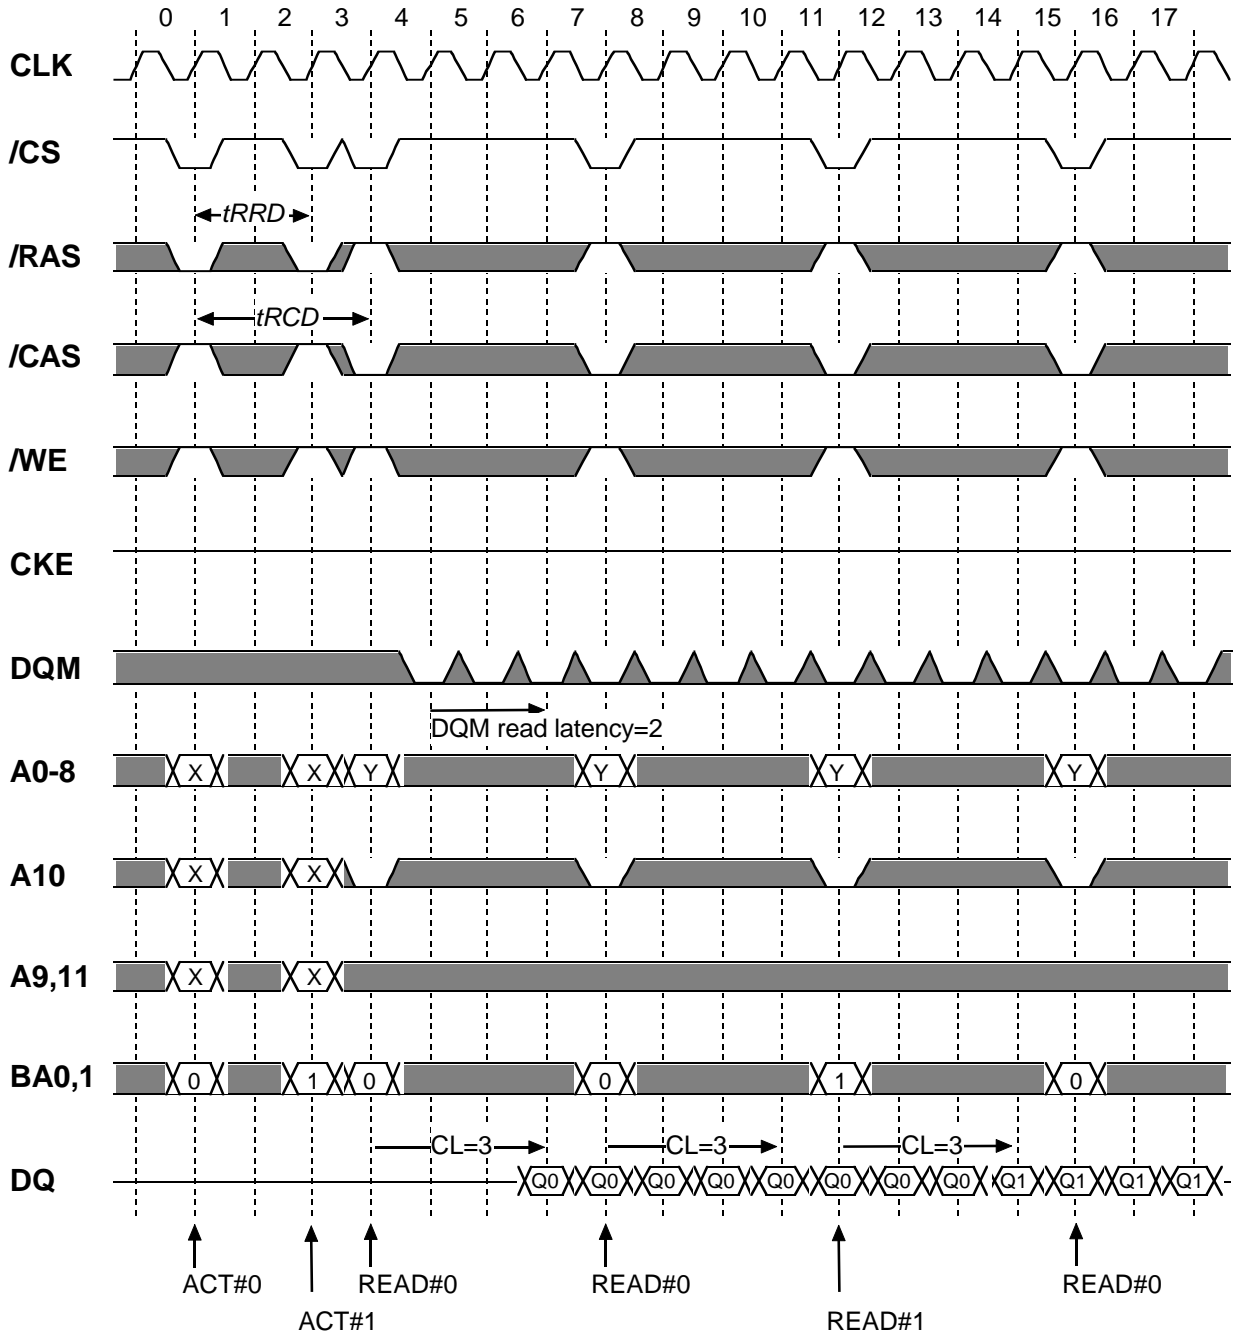 0 1 2 3 4 5 6 7 8 9 10 11 12 13 14 15 16 17
CLK
/CS
tRRD
/RAS
tRCD
/CAS
/WE
CKE
DQM
DQM read latency=2
A0-8 X X Y Y Y Y
A10 X X
A9,11 X X
BA0,1 0 1 0 0 1 0
CL=3 CL=3 CL=3
DQ Q0 Q0 Q0 Q0 Q0 Q0 Q0 Q0 Q1 Q1 Q1 Q1
ACT#0 READ#0 READ#0 READ#0
ACT#1 READ#1